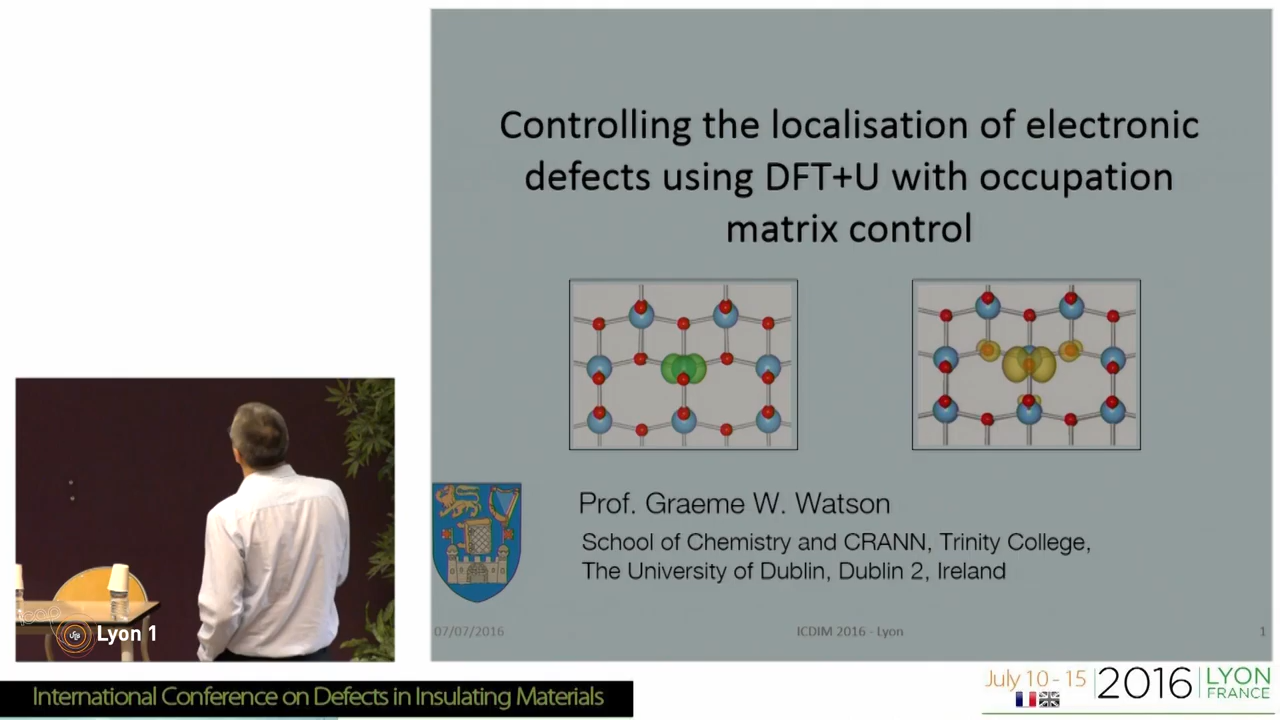 Controlling the localisation of electronic
defects using DFT+U with occupation
matrix control
Prof. Graeme W. Watson
School of Chemistry and CRANN, Trinity College,
The University of Dublin, Dublin 2, Ireland
07/07/2016
ICDIM 2016 - Lyon
1
Lyon 1
International Conference on Defects in Insulating Materials
July 10 - 15
2016
LYON
FRANCE